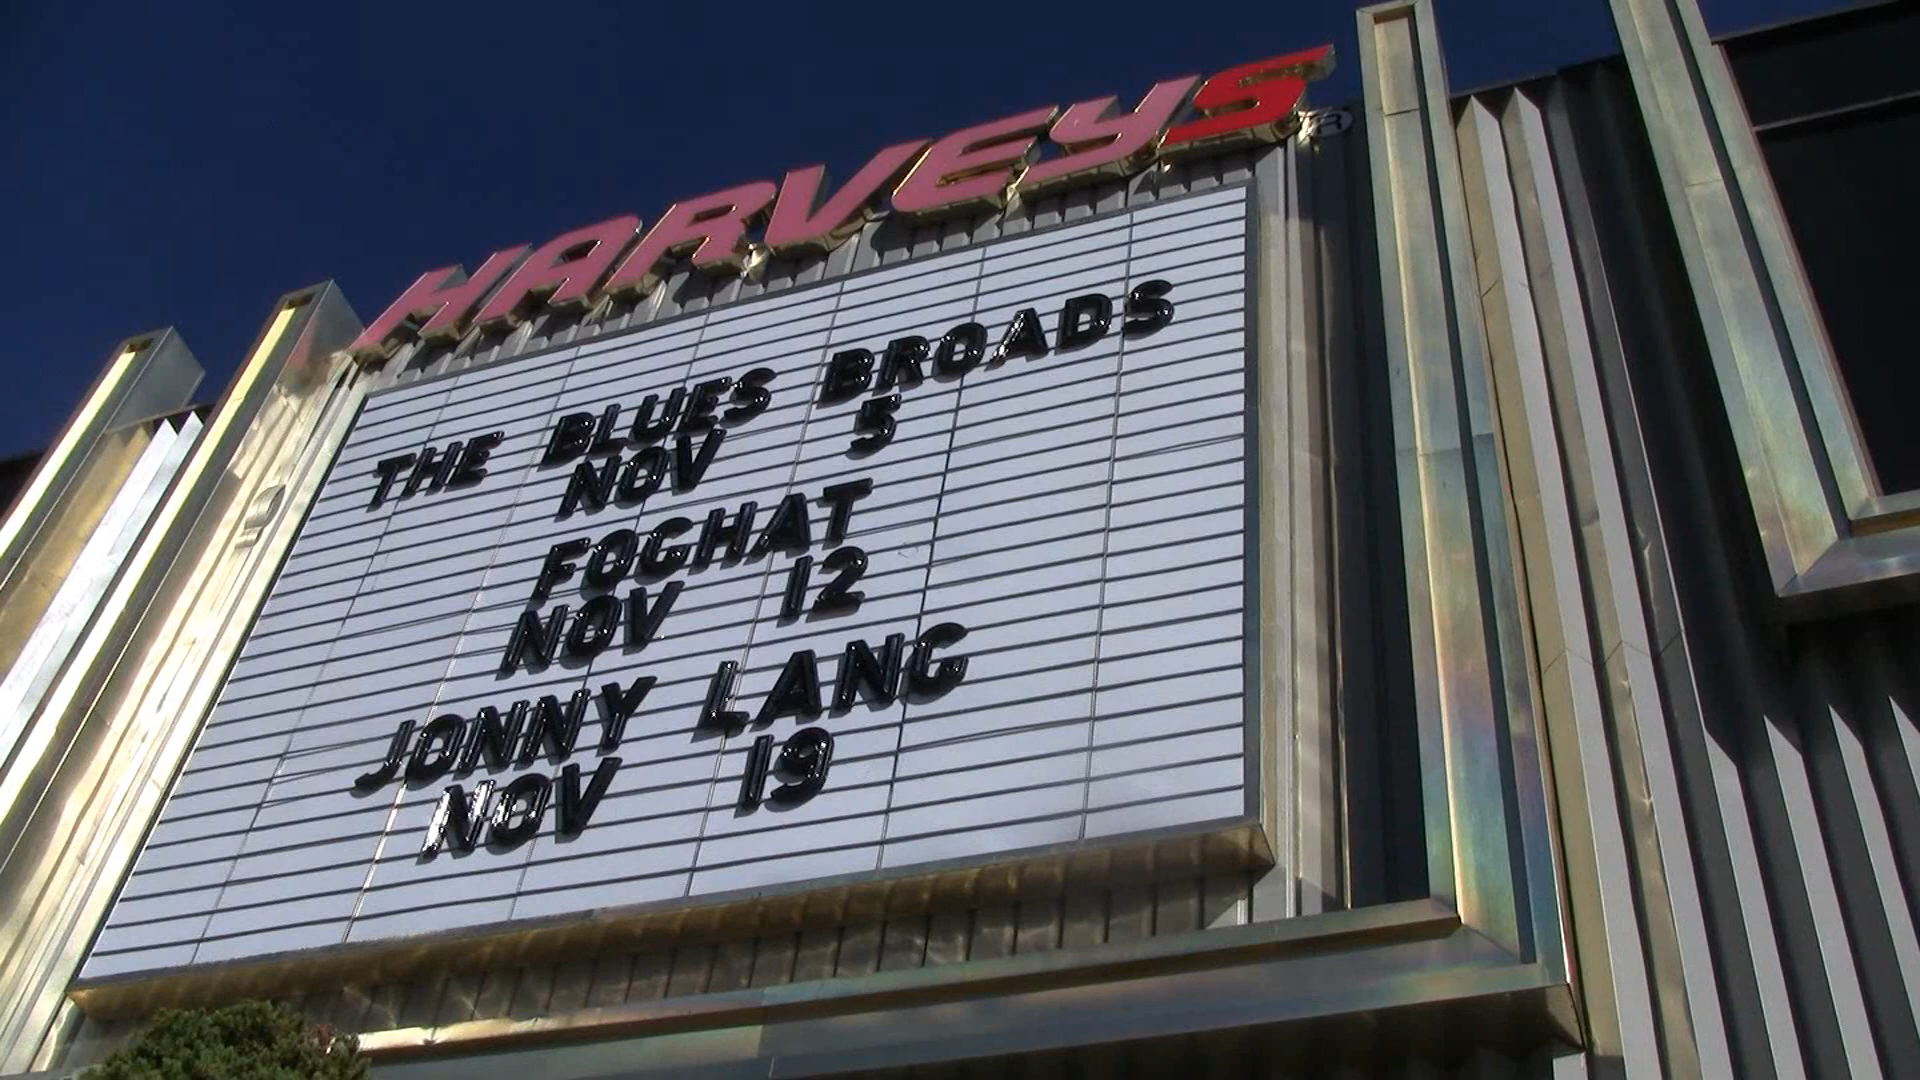 HARVEYS®
THE BLUES BROADS
NOV 5
FOGHAT
NOV 12
JONNY LANG
NOV 19